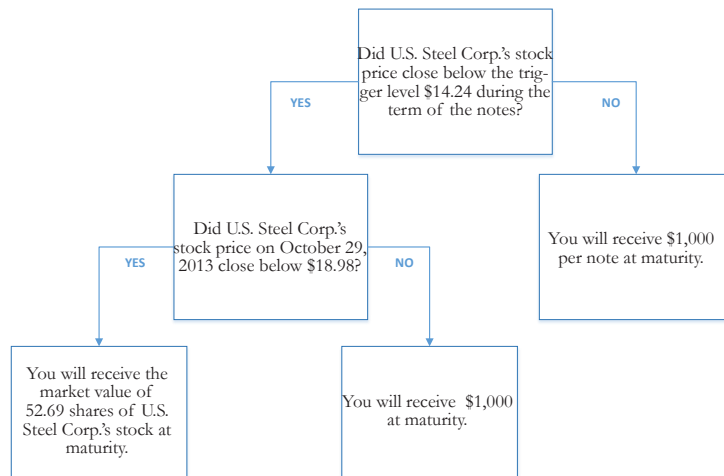 Did U.S. Steel Corp.'s stock
price close below the trig-
ger level $14.24 during the
term of the notes?
YES
NO
Did U.S. Steel Corp.'s
stock price on October 29,
2013 close below $18.98?
You will receive $1,000
per note at maturity.
YES
NO
You will receive the
market value of
52.69 shares of U.S.
Steel Corp.'s stock at
maturity.
You will receive $1,000
at maturity.